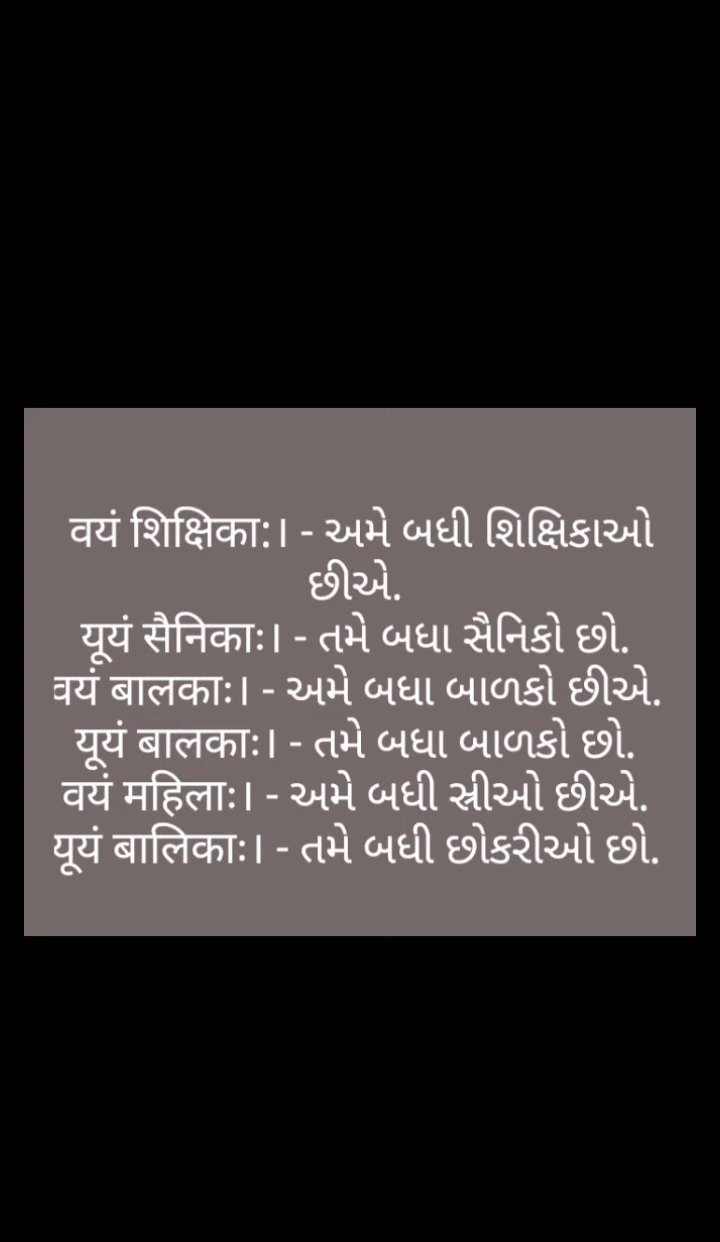 वयं शिक्षिका:। - અમે બધી શિક્ષિકાઓ
છીએ.
यूयं सैनिकाः। - તમે બધા સૈનિકો છો.
वयं बालकाः। - અમે બધા બાળકો છીએ.
यूयं बालकाः। - તમે બધા બાળકો છો.
वयं महिलाः। - અમે બધી સ્રીઓ છીએ.
यूयं बालिकाः। - તમે બધી છોકરીઓ છો.